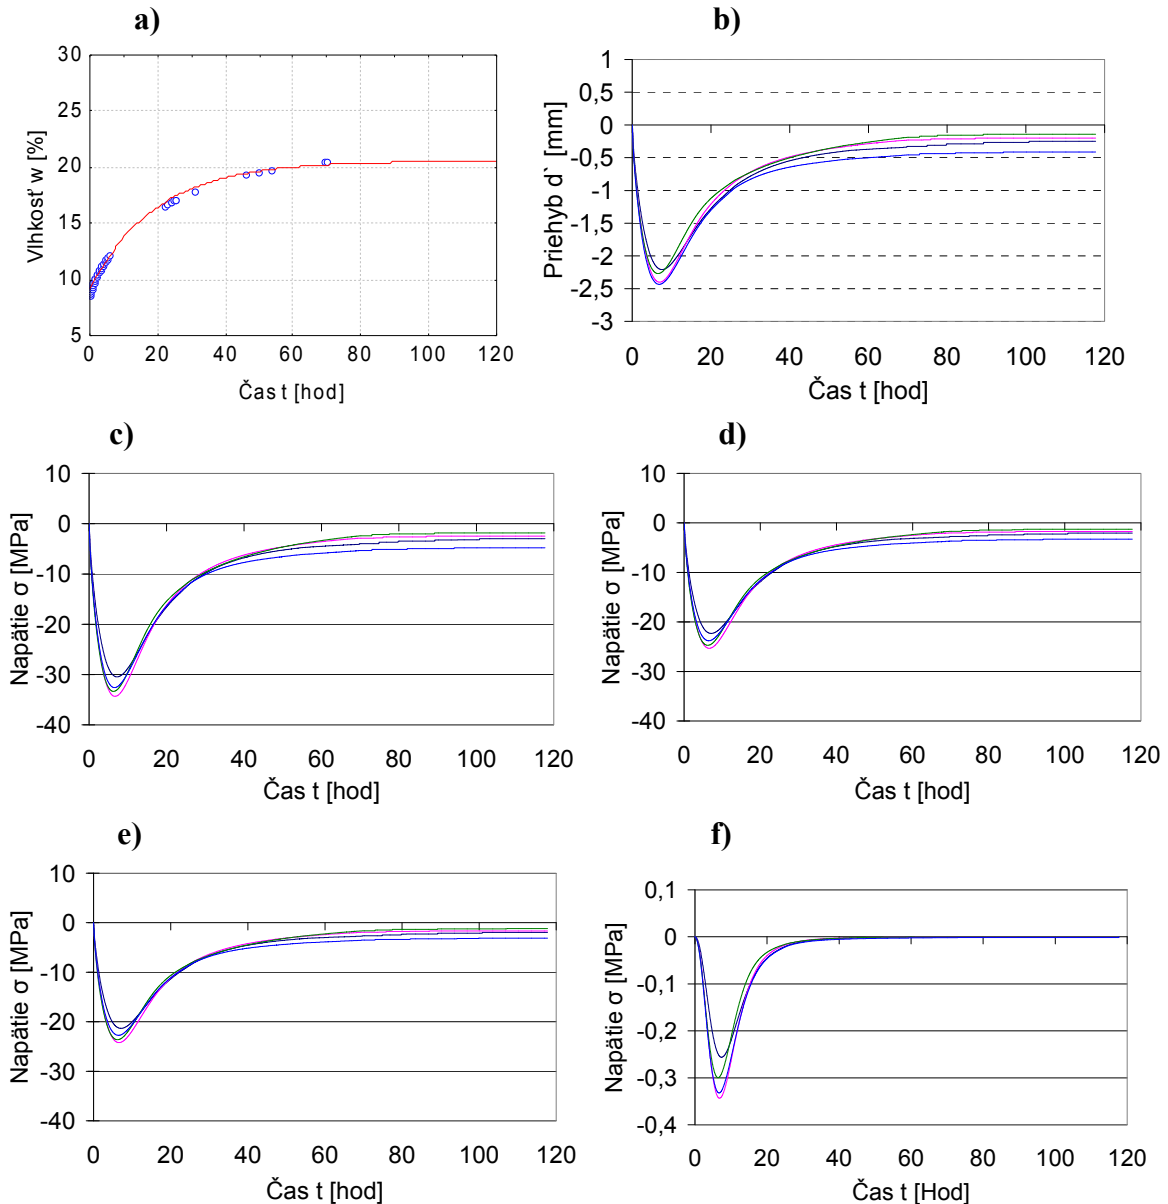 a)
30
25
20
15
10
5
Vlhkosť w [%]
0 20 40 60 80 100 120
Čas t [hod]
b)
1
0,5
0
-0,5
-1
-1,5
-2
-2,5
-3
Priehyb d` [mm]
0 20 40 60 80 100 120
Čas t [hod]
c)
10
0
-10
-20
-30
-40
Napätie σ [MPa]
0 20 40 60 80 100 120
Čas t [hod]
d)
10
0
-10
-20
-30
-40
Napätie σ [MPa]
0 20 40 60 80 100 120
Čas t [hod]
e)
10
0
-10
-20
-30
-40
Napätie σ [MPa]
0 20 40 60 80 100 120
Čas t [hod]
f)
0,1
0
-0,1
-0,2
-0,3
-0,4
Napätie σ [MPa]
0 20 40 60 80 100 120
Čas t [Hod]